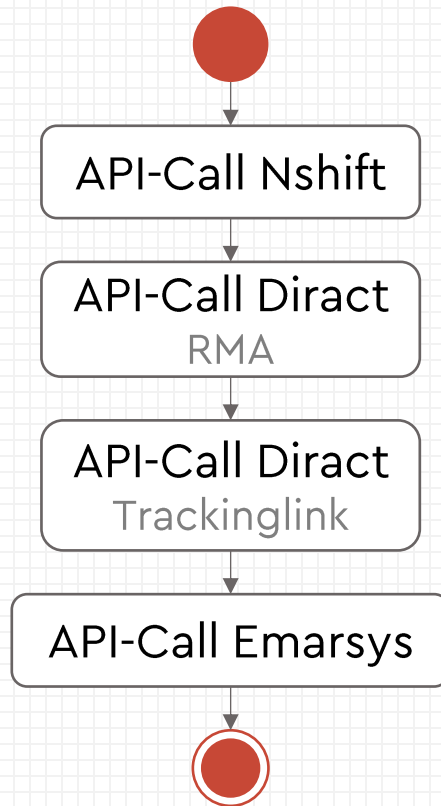 API-Call Nshift
API-Call Diract
RMA
API-Call Diract
Trackinglink
API-Call Emarsys